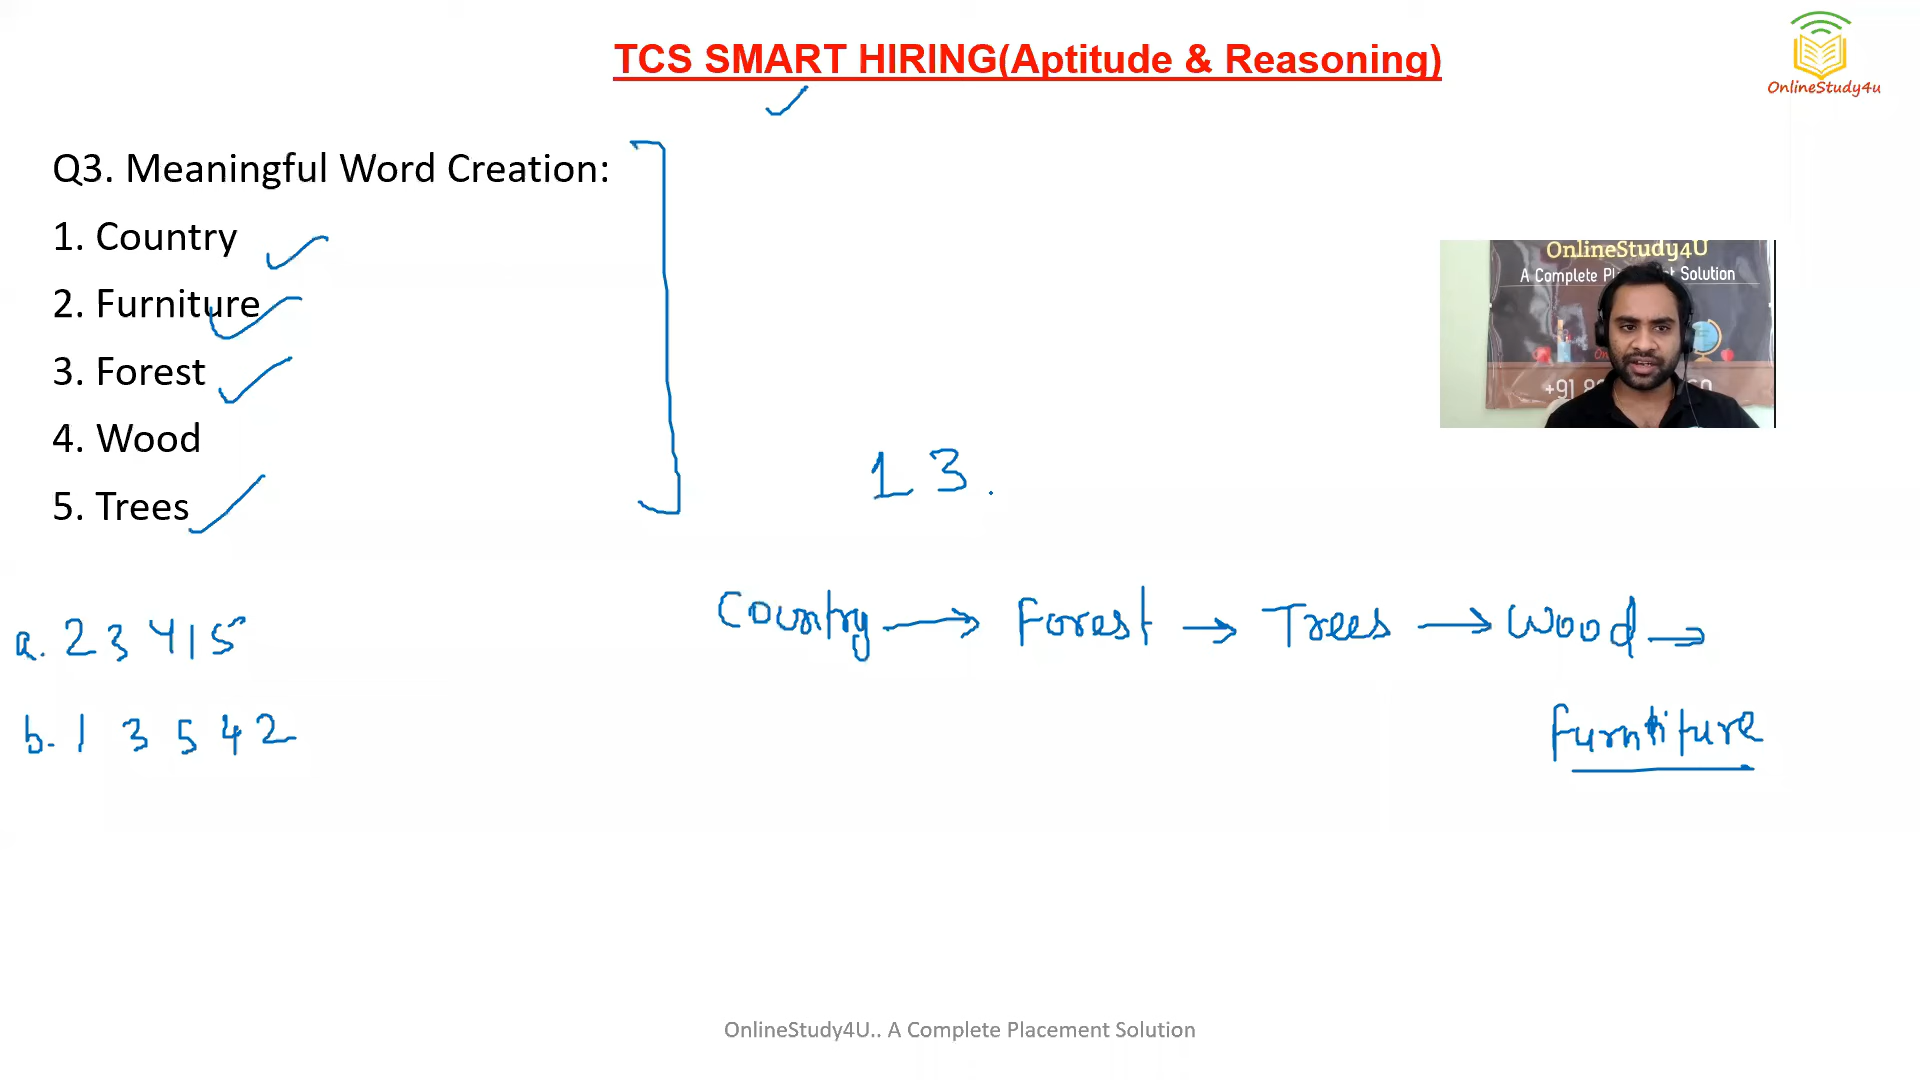 TCS SMART HIRING(Aptitude & Reasoning)
OnlineStudy4u
Q3. Meaningful Word Creation:
1. Country
2. Furniture
3. Forest
4. Wood
5. Trees
OnlineStudy4U
A Complete Pl Solution
+91 8
1 3 .
Country → Forest → Trees → Wood →
Furniture
a. 2 3 4 1 5
b. 1 3 5 4 2
OnlineStudy4U.. A Complete Placement Solution